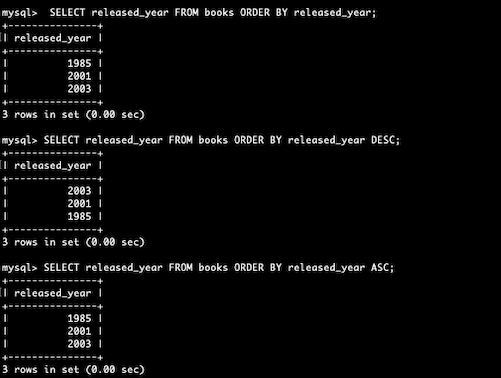 mysql>  SELECT released_year FROM books ORDER BY released_year;
+---------------+
| released_year |
+---------------+
|          1985 |
|          2001 |
|          2003 |
+---------------+
3 rows in set (0.00 sec)

mysql> SELECT released_year FROM books ORDER BY released_year DESC;
+---------------+
| released_year |
+---------------+
|          2003 |
|          2001 |
|          1985 |
+---------------+
3 rows in set (0.00 sec)

mysql> SELECT released_year FROM books ORDER BY released_year ASC;
+---------------+
| released_year |
+---------------+
|          1985 |
|          2001 |
|          2003 |
+---------------+
3 rows in set (0.00 sec)